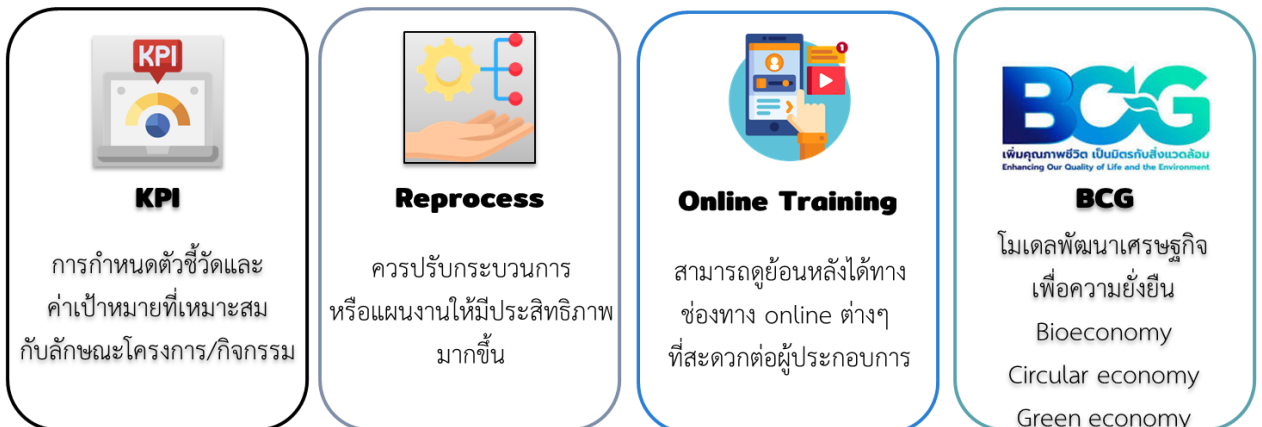 KPI
KPI
การกำหนดตัวชี้วัดและ
ค่าเป้าหมายที่เหมาะสม
กับลักษณะโครงการ/กิจกรรม
Reprocess
ควรปรับกระบวนการ
หรือแผนงานให้มีประสิทธิภาพ
มากขึ้น
1
Online Training
สามารถดูย้อนหลังได้ทาง
ช่องทาง online ต่างๆ
ที่สะดวกต่อผู้ประกอบการ
BCG
เพิ่มคุณภาพชีวิต เป็นมิตรกับสิ่งแวดล้อม
Enhancing Our Quality of Life and the Environment
BCG
โมเดลพัฒนาเศรษฐกิจ
เพื่อความยั่งยืน
Bioeconomy
Circular economy
Green economy